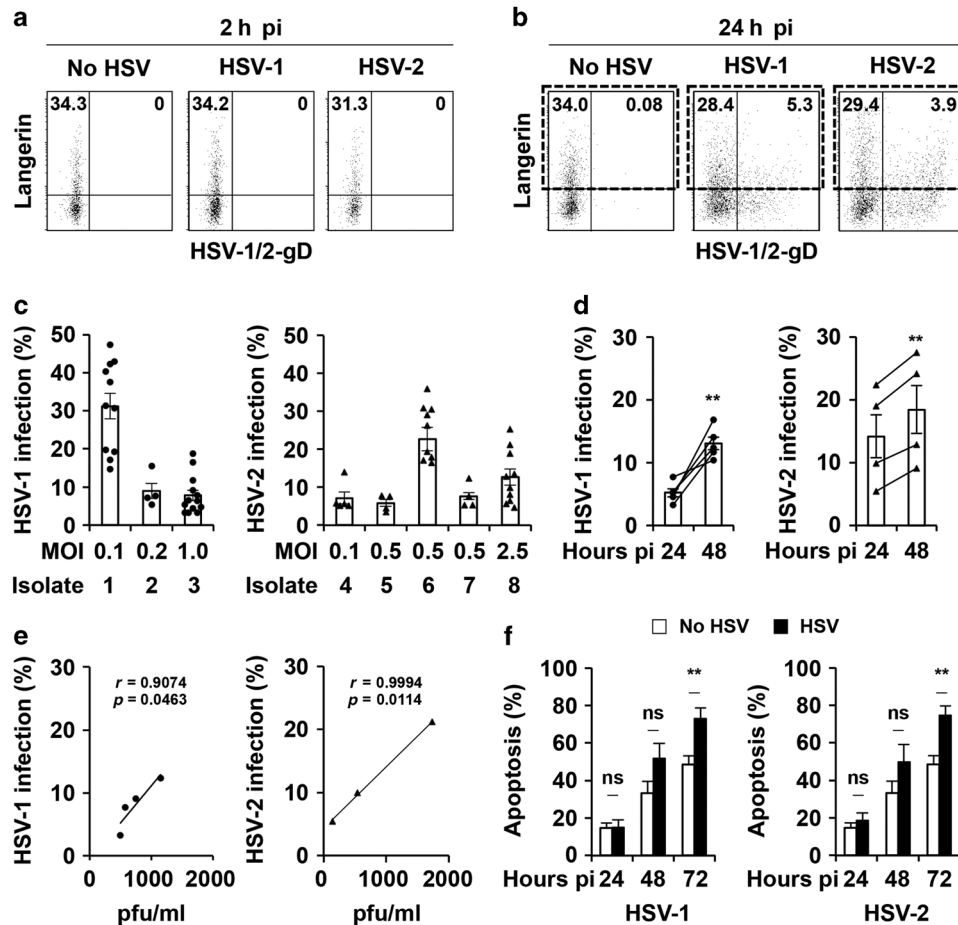 a
2 h pi
No HSV HSV-1 HSV-2
34.3 0 34.2 0 31.3 0
Langerin
HSV-1/2-gD
b
24 h pi
No HSV HSV-1 HSV-2
34.0 0.08 28.4 5.3 29.4 3.9
Langerin
HSV-1/2-gD
c
HSV-1 infection (%)
50
40
30
20
10
0
MOI 0.1 0.2 1.0
Isolate 1 2 3
HSV-2 infection (%)
50
40
30
20
10
0
MOI 0.1 0.5 0.5 0.5 2.5
Isolate 4 5 6 7 8
d
HSV-1 infection (%)
30
20
10
0
**
Hours pi 24 48
HSV-2 infection (%)
30
20
10
0
**
Hours pi 24 48
e
HSV-1 infection (%)
30
20
10
0
r = 0.9074
p = 0.0463
0 1000 2000
pfu/ml
HSV-2 infection (%)
30
20
10
0
r = 0.9994
p = 0.0114
0 1000 2000
pfu/ml
f
No HSV HSV
Apoptosis (%)
100
80
60
40
20
0
ns ns **
Hours pi 24 48 72
HSV-1
Apoptosis (%)
100
80
60
40
20
0
ns ns **
Hours pi 24 48 72
HSV-2